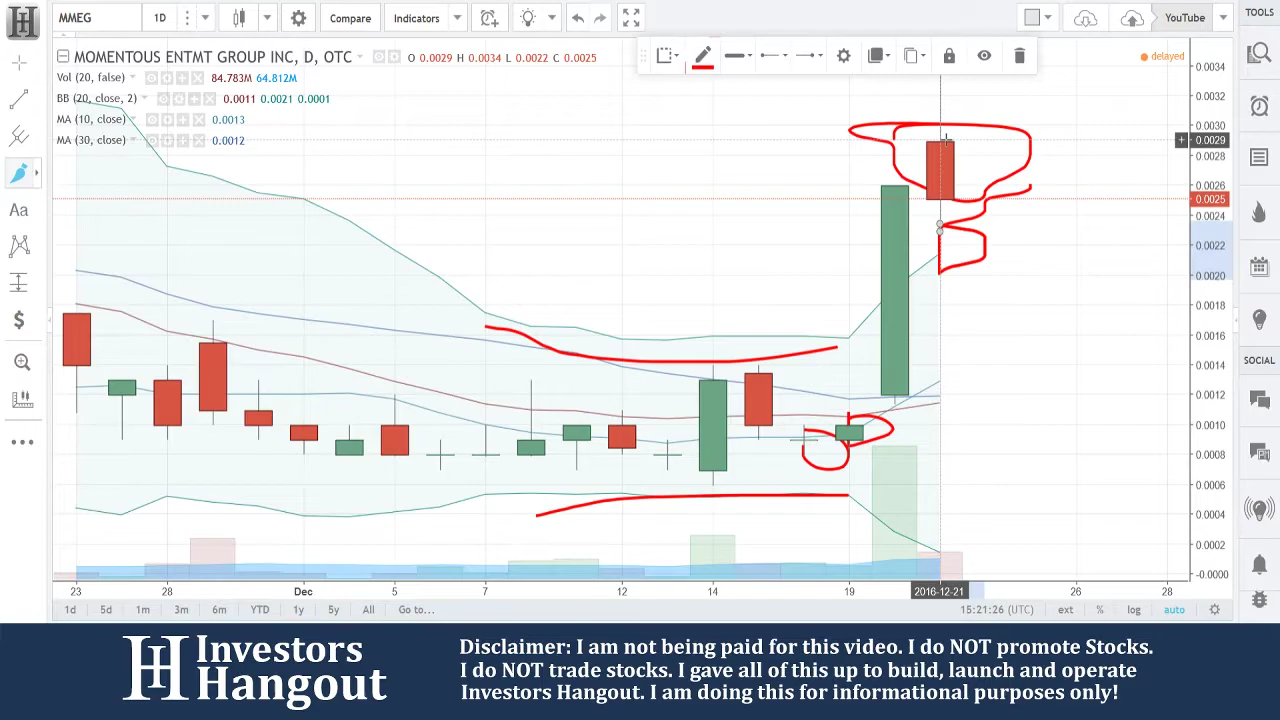 MMEG 1D Compare Indicators YouTube TOOLS
MOMENTOUS ENTMT GROUP INC, D, OTC O 0.0029 H 0.0034 L 0.0022 C 0.0025
delayed
Vol (20, false) 84.783M 64.812M
BB (20, close, 2) 0.0011 0.0021 0.0001
MA (10, close) 0.0013
MA (30, close) 0.0012
Aa
$
0.0034
0.0032
0.0030
0.0029
0.0028
0.0026
0.0025
0.0024
0.0022
0.0020
0.0018
0.0016
0.0014
0.0012
0.0010
0.0008
0.0006
0.0004
0.0002
-0.0000
SOCIAL
23 28 Dec 5 7 12 14 19 2016-12-21 26 28
1d 5d 1m 3m 6m YTD 1y 5y All Go to... 15:21:26 (UTC) ext % log auto
IH Investors
Hangout
Disclaimer: I am not being paid for this video. I do NOT promote Stocks.
I do NOT trade stocks. I gave all of this up to build, launch and operate
Investors Hangout. I am doing this for informational purposes only!